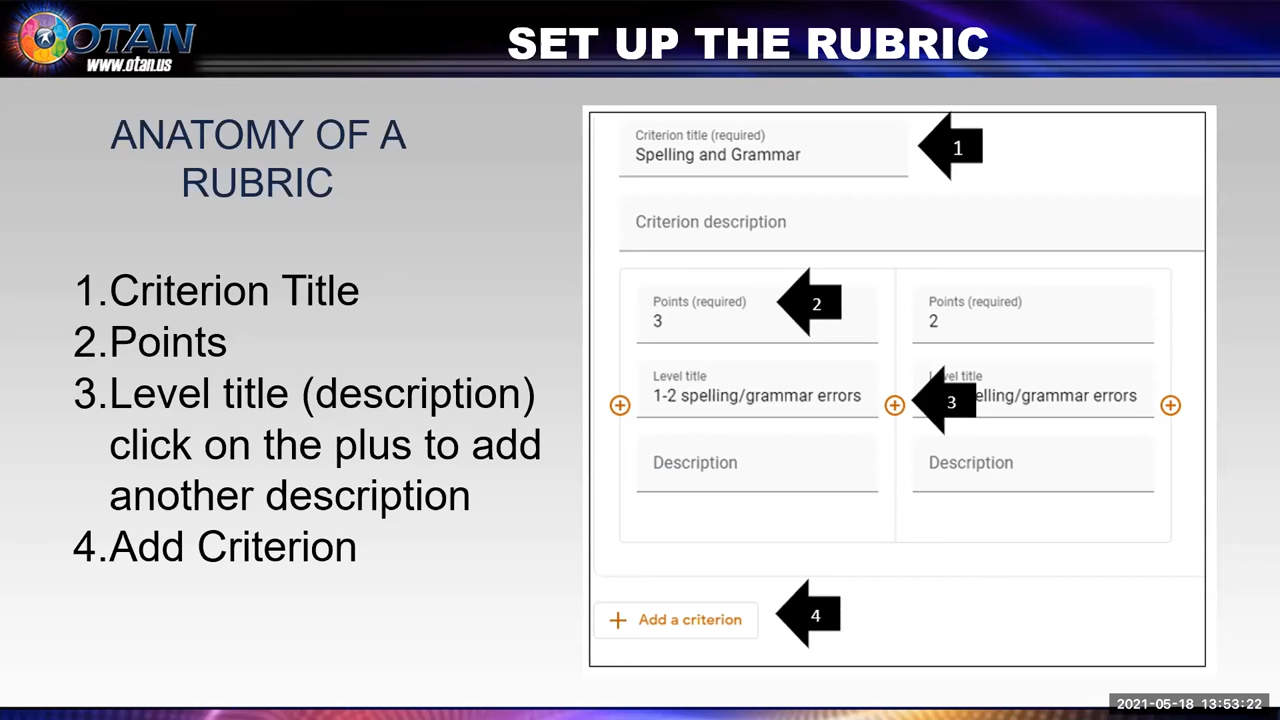 OTAN
www.otan.us
SET UP THE RUBRIC
ANATOMY OF A
RUBRIC
1.Criterion Title
2.Points
3.Level title (description)
click on the plus to add
another description
4.Add Criterion
Criterion title (required)
Spelling and Grammar
1
Criterion description
Points (required)
3
2
Points (required)
2
Level title
1-2 spelling/grammar errors
3
title
errors
Description
Description
+ Add a criterion
4
2021-05-18 13:53:22